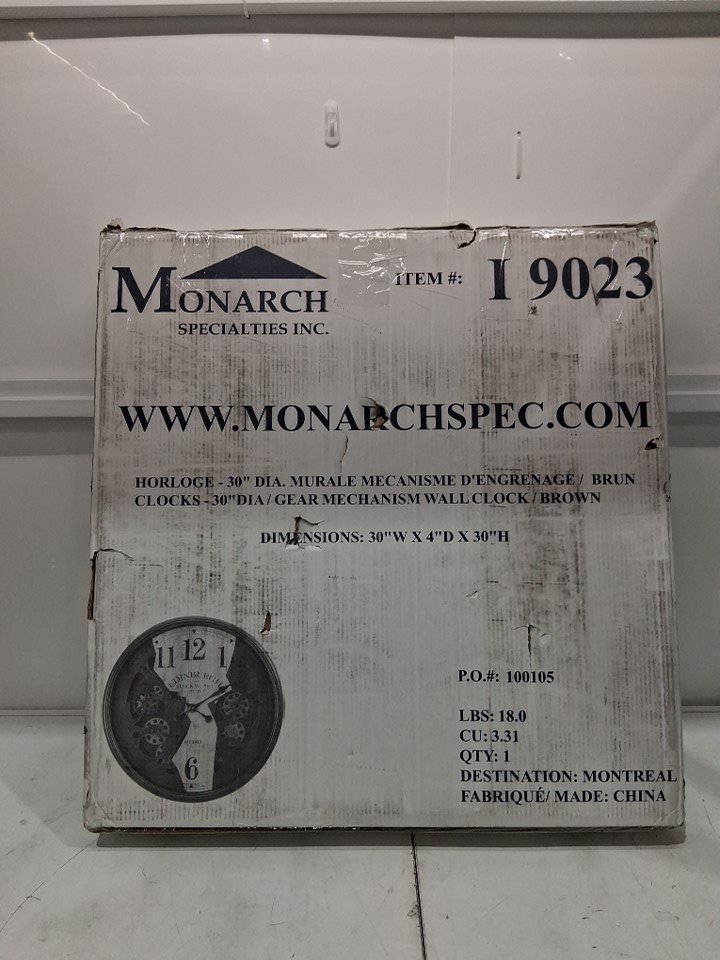 MONARCH
SPECIALTIES INC.
ITEM #: I 9023
WWW.MONARCHSPEC.COM
HORLOGE - 30" DIA. MURALE MECANISME D'ENGRENAGE / BRUN
CLOCKS - 30"DIA / GEAR MECHANISM WALL CLOCK / BROWN
DIMENSIONS: 30"W X 4"D X 30"H
11 12 1
EDINBURGH
6
P.O.#: 100105
LBS: 18.0
CU: 3.31
QTY: 1
DESTINATION: MONTREAL
FABRIQUÉ/ MADE: CHINA